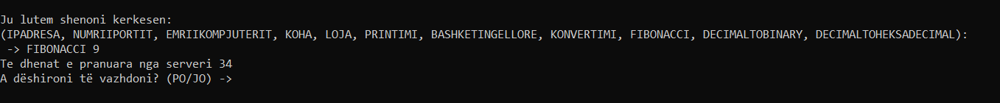 Ju lutem shenoni kerkesen:
(IPADRESA, NUMRIIPORTIT, EMRIIKOMPJUTERIT, KOHA, LOJA, PRINTIMI, BASHKETINGELLORE, KONVERTIMI, FIBONACCI, DECIMALTOBINARY, DECIMALTOHEKSADECIMAL):
-> FIBONACCI 9
Te dhenat e pranuara nga serveri 34
A dëshironi të vazhdoni? (PO/JO) ->